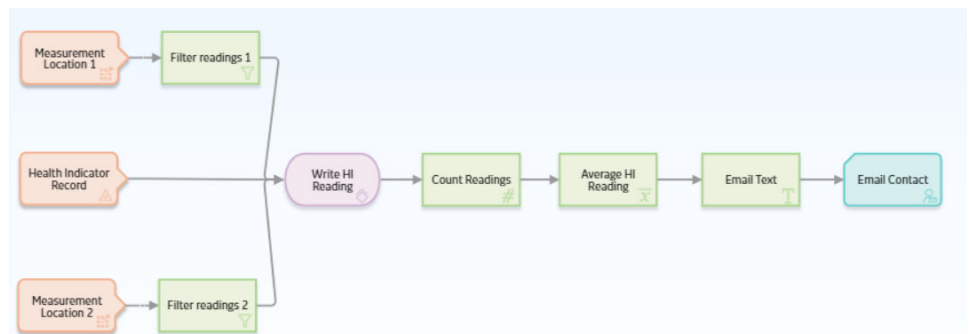 Measurement
Location 1
Filter readings 1
Health Indicator
Record
Write HI
Reading
Count Readings
#
Average HI
Reading
x
Email Text
T
Email Contact
Measurement
Location 2
Filter readings 2